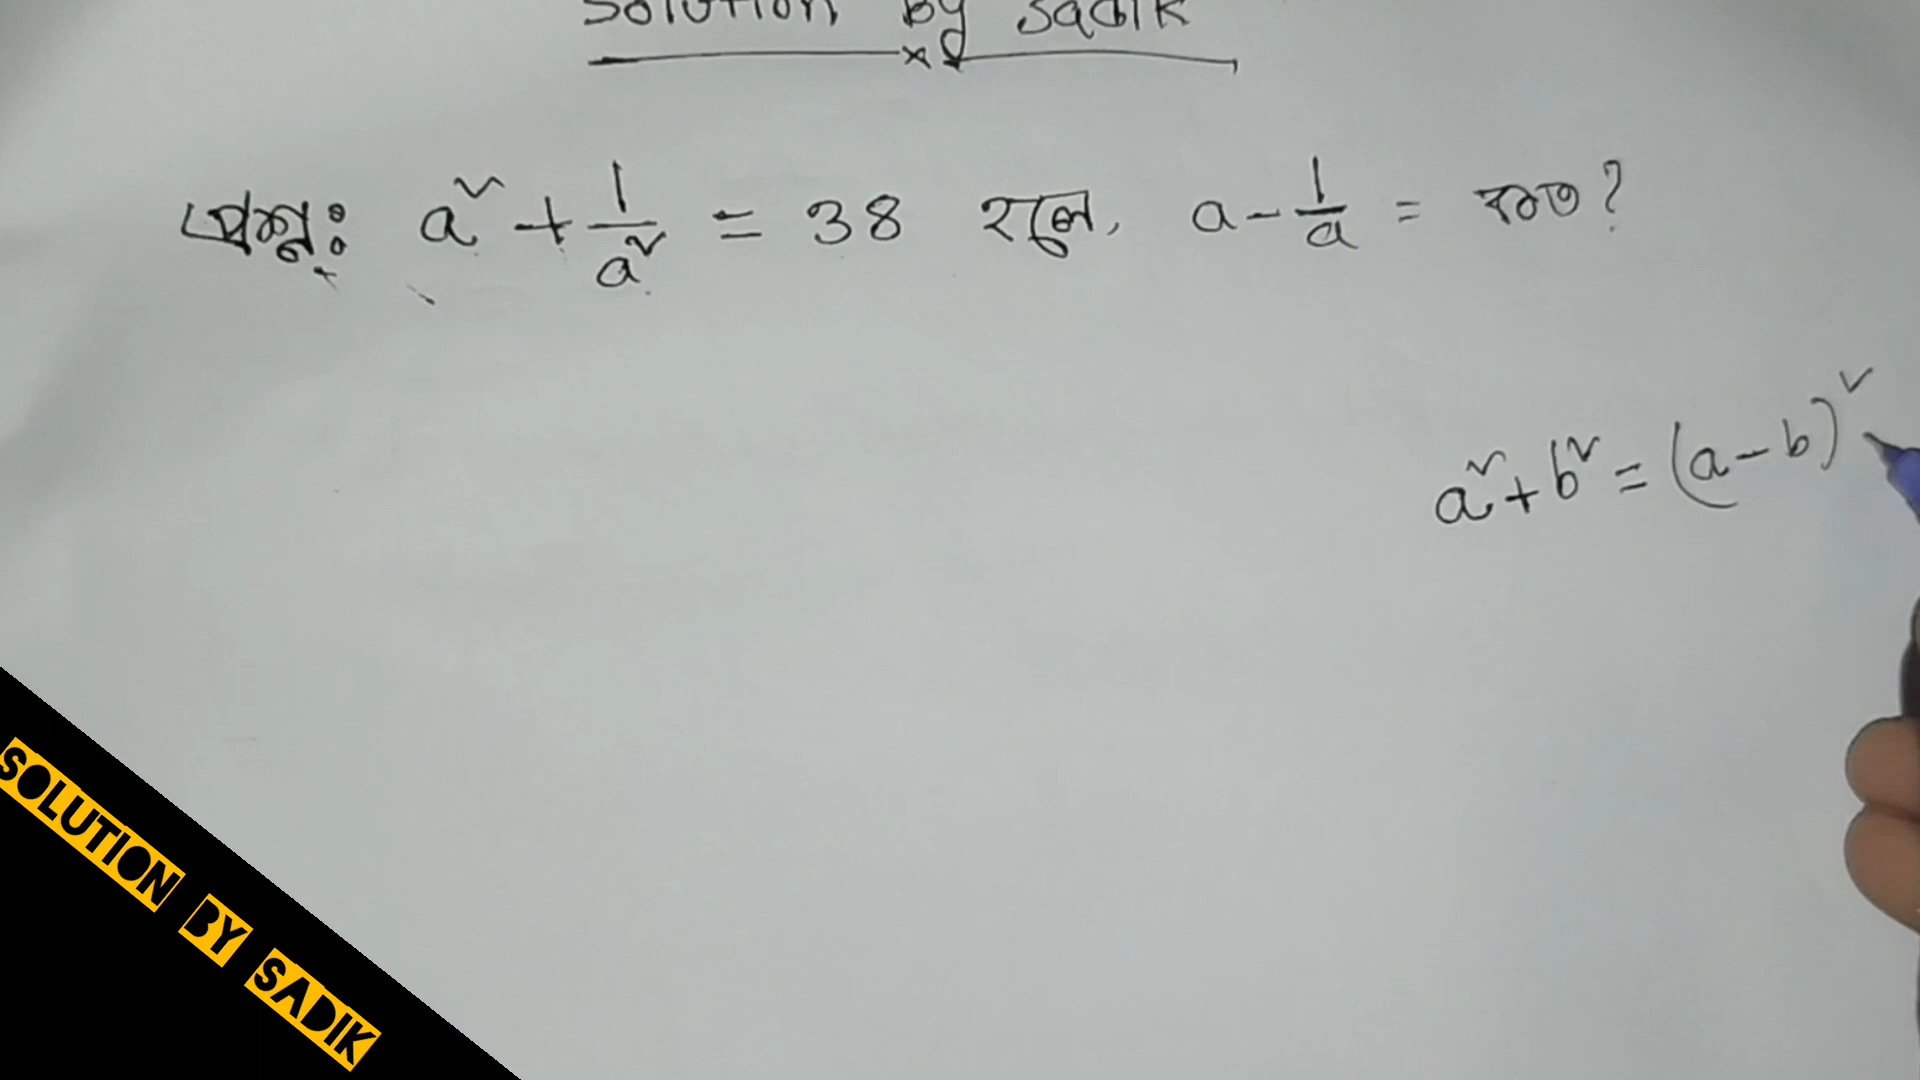 Solution by Sadik
প্রশ্ন: a² + 1/a² = 38 হলে, a - 1/a = কত?
a² + b² = (a - b)²
SOLUTION BY SADIK